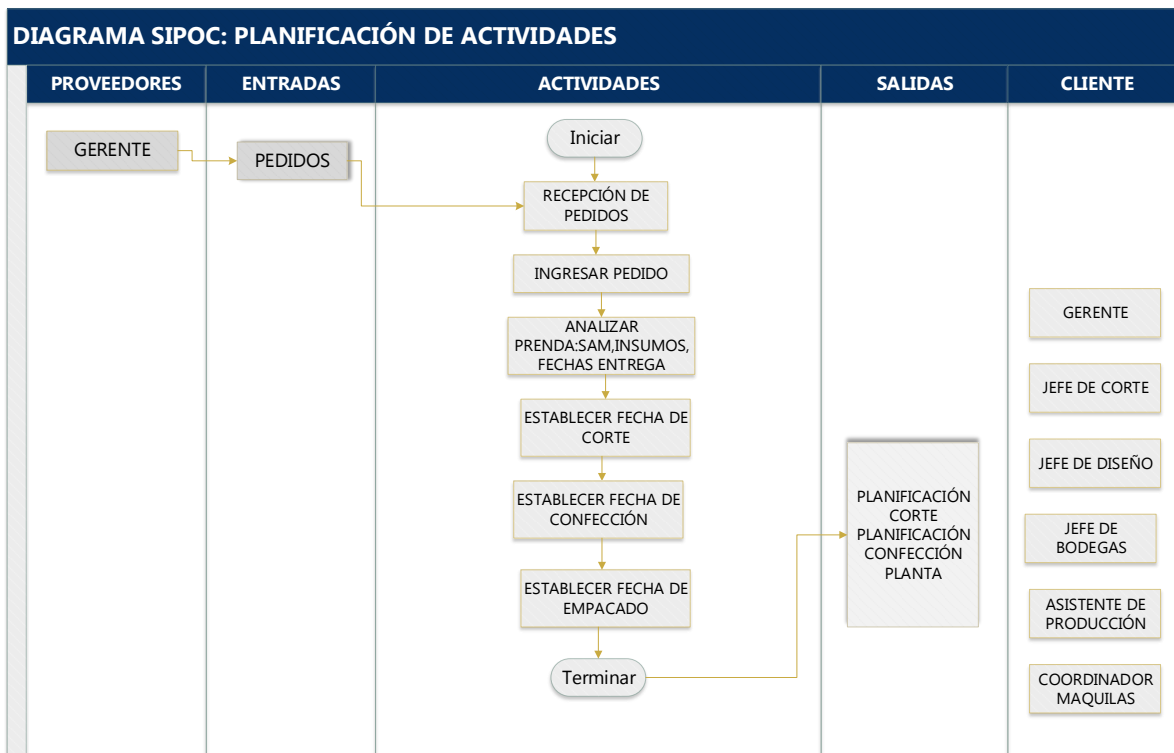 DIAGRAMA SIPOC: PLANIFICACIÓN DE ACTIVIDADES
PROVEEDORES
ENTRADAS
ACTIVIDADES
SALIDAS
CLIENTE
GERENTE
PEDIDOS
Iniciar
RECEPCIÓN DE
PEDIDOS
INGRESAR PEDIDO
ANALIZAR
PRENDA:SAM,INSUMOS,
FECHAS ENTREGA
ESTABLECER FECHA DE
CORTE
ESTABLECER FECHA DE
CONFECCIÓN
ESTABLECER FECHA DE
EMPACADO
Terminar
PLANIFICACIÓN
CORTE
PLANIFICACIÓN
CONFECCIÓN
PLANTA
GERENTE
JEFE DE CORTE
JEFE DE DISEÑO
JEFE DE
BODEGAS
ASISTENTE DE
PRODUCCIÓN
COORDINADOR
MAQUILAS